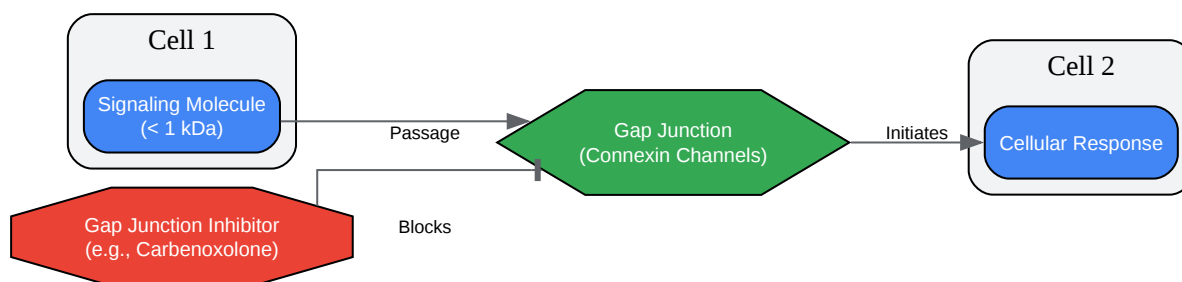 Cell 1
Signaling Molecule
(< 1 kDa)
Passage
Gap Junction
(Connexin Channels)
Initiates
Cell 2
Cellular Response
Gap Junction Inhibitor
(e.g., Carbenoxolone)
Blocks